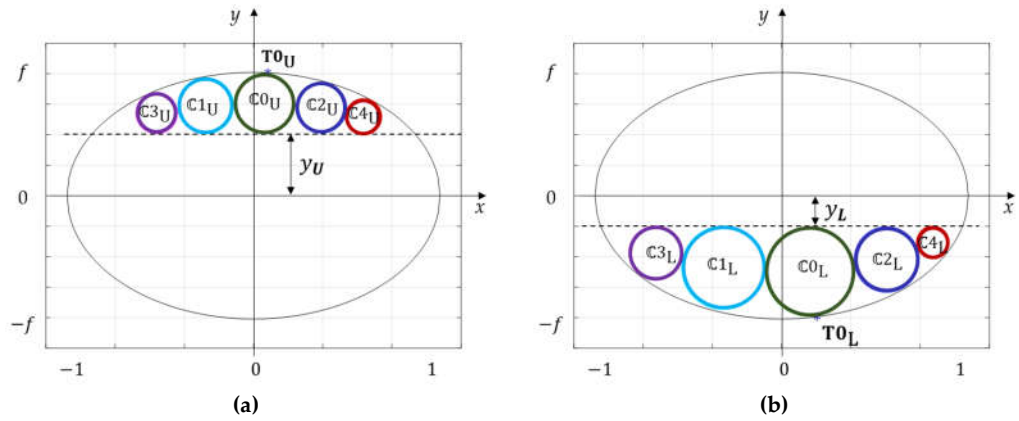 y
T0U
f
ℂ3U ℂ1U ℂ0U ℂ2U ℂ4U
yU
0
x
−f
−1 0 1
(a)
y
f
0
yL
x
ℂ3L ℂ1L ℂ0L ℂ2L ℂ4L
−f
T0L
−1 0 1
(b)